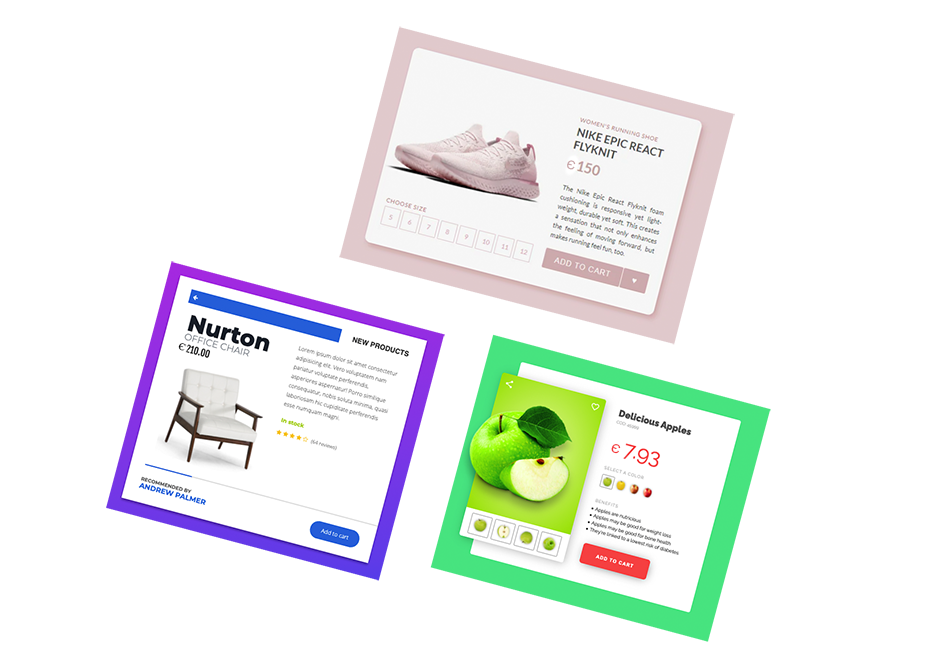 WOMEN'S RUNNING SHOE
NIKE EPIC REACT
FLYKNIT
€150
The Nike Epic React Flyknit foam
cushioning is responsive yet light-
weight, durable yet soft. This creates
a sensation that not only enhances
the feeling of moving forward, but
makes running feel fun, too.
CHOOSE SIZE
5 6 7 8 9 10 11 12
ADD TO CART
NEW PRODUCTS
Nurton
OFFICE CHAIR
€ 210.00
Lorem ipsum dolor sit amet consectetur
adipisicing elit. Vero voluptatem nam
pariatur voluptate perferendis,
asperiores aspernatur! Porro similique
consequatur, nobis soluta minima, quasi
laboriosam hic cupiditate perferendis
esse numquam magni.
In stock
(64 reviews)
RECOMMENDED BY
ANDREW PALMER
Add to cart
Delicious Apples
€ 7.93
SELECT A COLOR
BENEFITS
Apples are nutricious
Apples may be good for weight loss
Apples may be good for bone health
They're linked to a lowest risk of diabetes
ADD TO CART